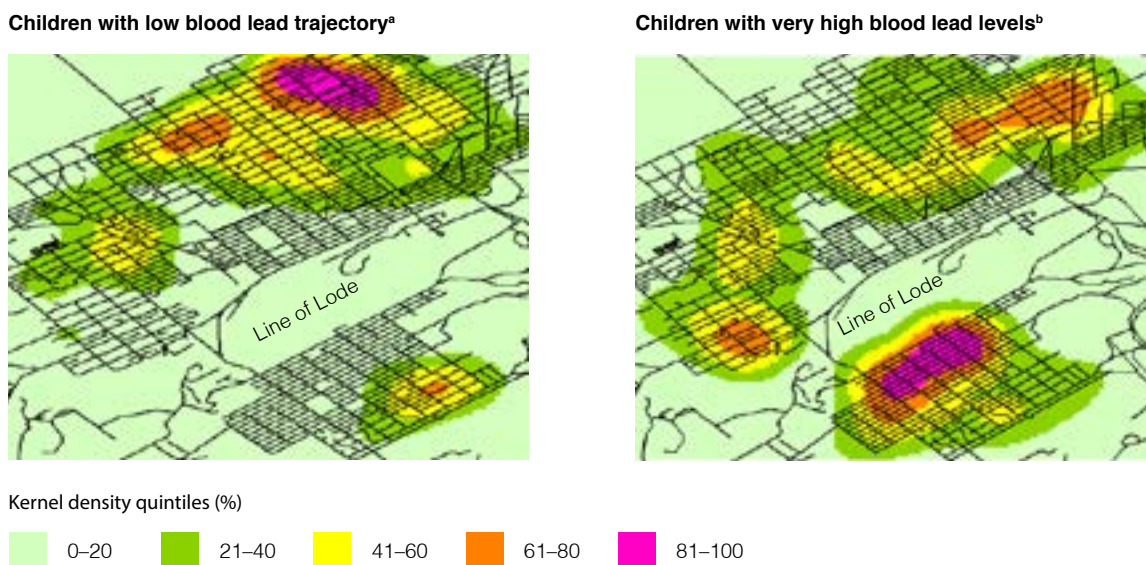 Children with low blood lead trajectoryᵃ
Children with very high blood lead levelsᵇ
Line of Lode
Line of Lode
Kernel density quintiles (%)
0–20 21–40 41–60 61–80 81–100